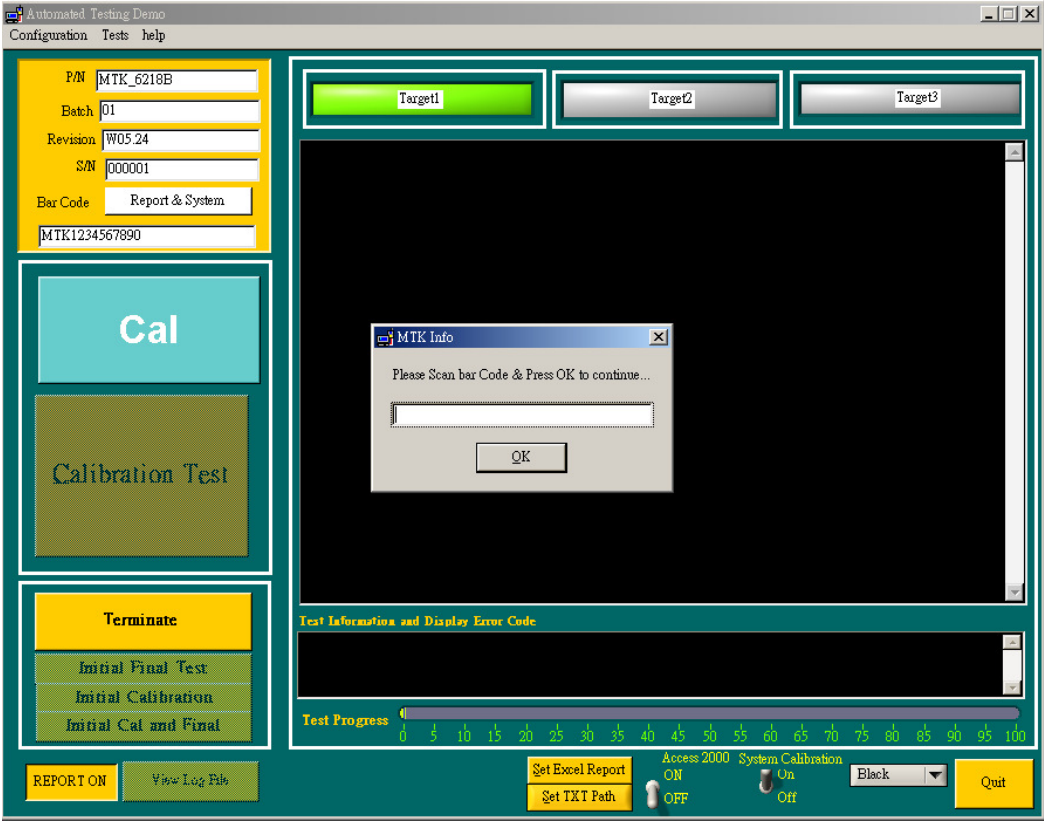 Automated Testing Demo
Configuration Tests help
P/N MTK_6218B
Batch 01
Revision W05.24
S/N 000001
Bar Code Report & System
MTK1234567890
Cal
Calibration Test
Terminate
Initial Final Test
Initial Calibration
Initial Cal and Final
REPORT ON
View Log File
Target1 Target2 Target3
MTK Info
Please Scan bar Code & Press OK to continue...
OK
Test Information and Display Error Code
Test Progress
0 5 10 15 20 25 30 35 40 45 50 55 60 65 70 75 80 85 90 95 100
Set Excel Report
Set TXT Path
Access 2000
ON
OFF
System Calibration
On
Off
Black
Quit